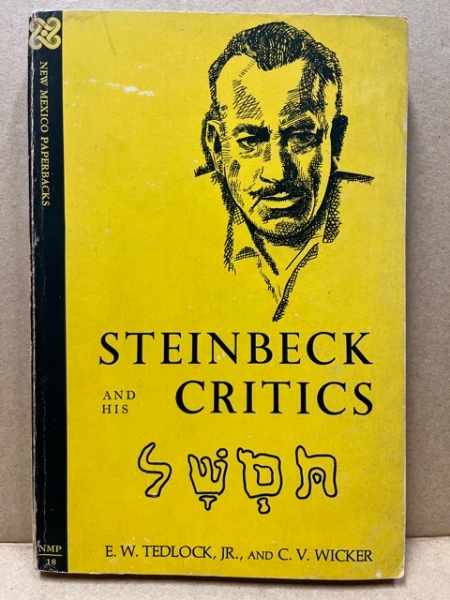 NEW MEXICO PAPERBACKS
STEINBECK
AND HIS CRITICS
תִּמְשָׁל
E. W. TEDLOCK, JR., AND C. V. WICKER
NMP
18